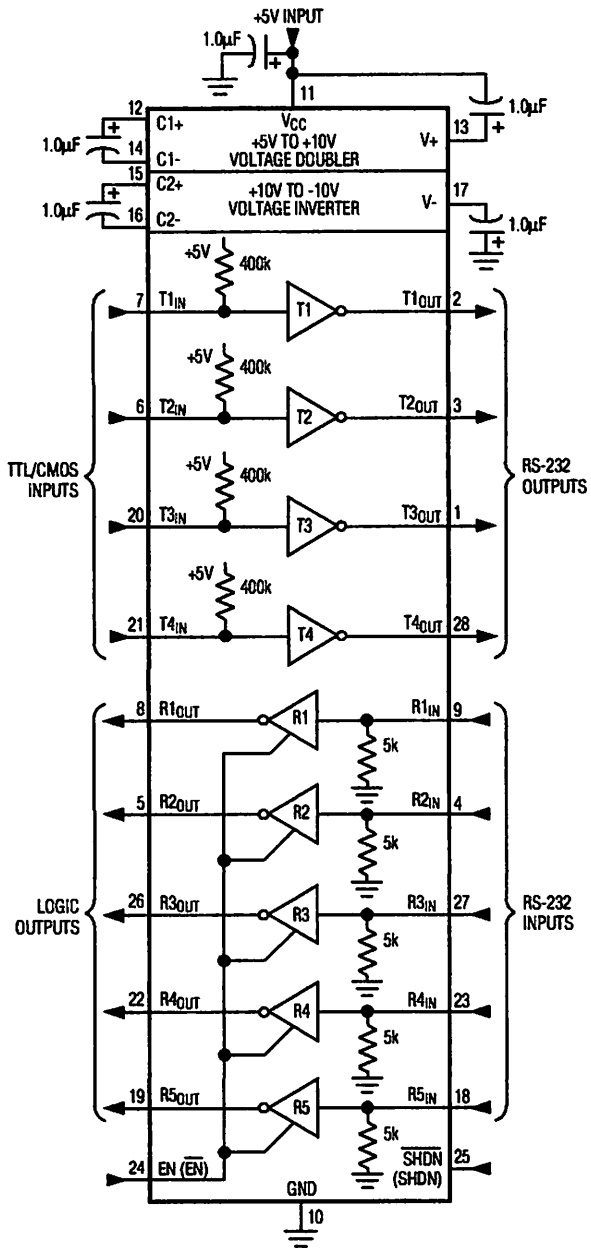 +5V INPUT
1.0µF
11
1.0µF
12 C1+ VCC
+5V TO +10V
VOLTAGE DOUBLER
V+ 13
1.0µF
14 C1-
15 C2+
+10V TO -10V
VOLTAGE INVERTER
V- 17
1.0µF
16 C2-
1.0µF
+5V 400k
7 T1IN T1 T1OUT 2
+5V 400k
6 T2IN T2 T2OUT 3
TTL/CMOS
INPUTS
RS-232
OUTPUTS
+5V 400k
20 T3IN T3 T3OUT 1
+5V 400k
21 T4IN T4 T4OUT 28
8 R1OUT R1 R1IN 9
5k
5 R2OUT R2 R2IN 4
5k
LOGIC
OUTPUTS
RS-232
INPUTS
26 R3OUT R3 R3IN 27
5k
22 R4OUT R4 R4IN 23
5k
19 R5OUT R5 R5IN 18
5k
24 EN (E̅N̅)
S̅H̅D̅N̅ 25
(SHDN)
GND
10